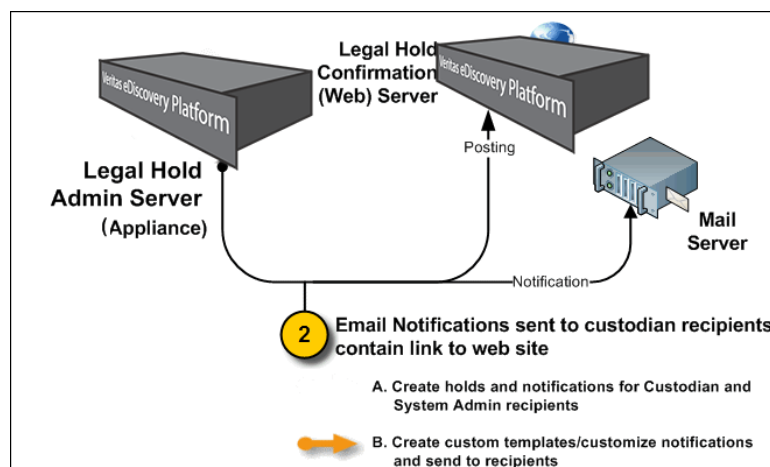 Veritas eDiscovery Platform
Legal Hold
Admin Server
(Appliance)
Legal Hold
Confirmation
(Web) Server
Veritas eDiscovery Platform
Posting
Mail
Server
Notification
2
Email Notifications sent to custodian recipients
contain link to web site
A. Create holds and notifications for Custodian and
System Admin recipients
B. Create custom templates/customize notifications
and send to recipients